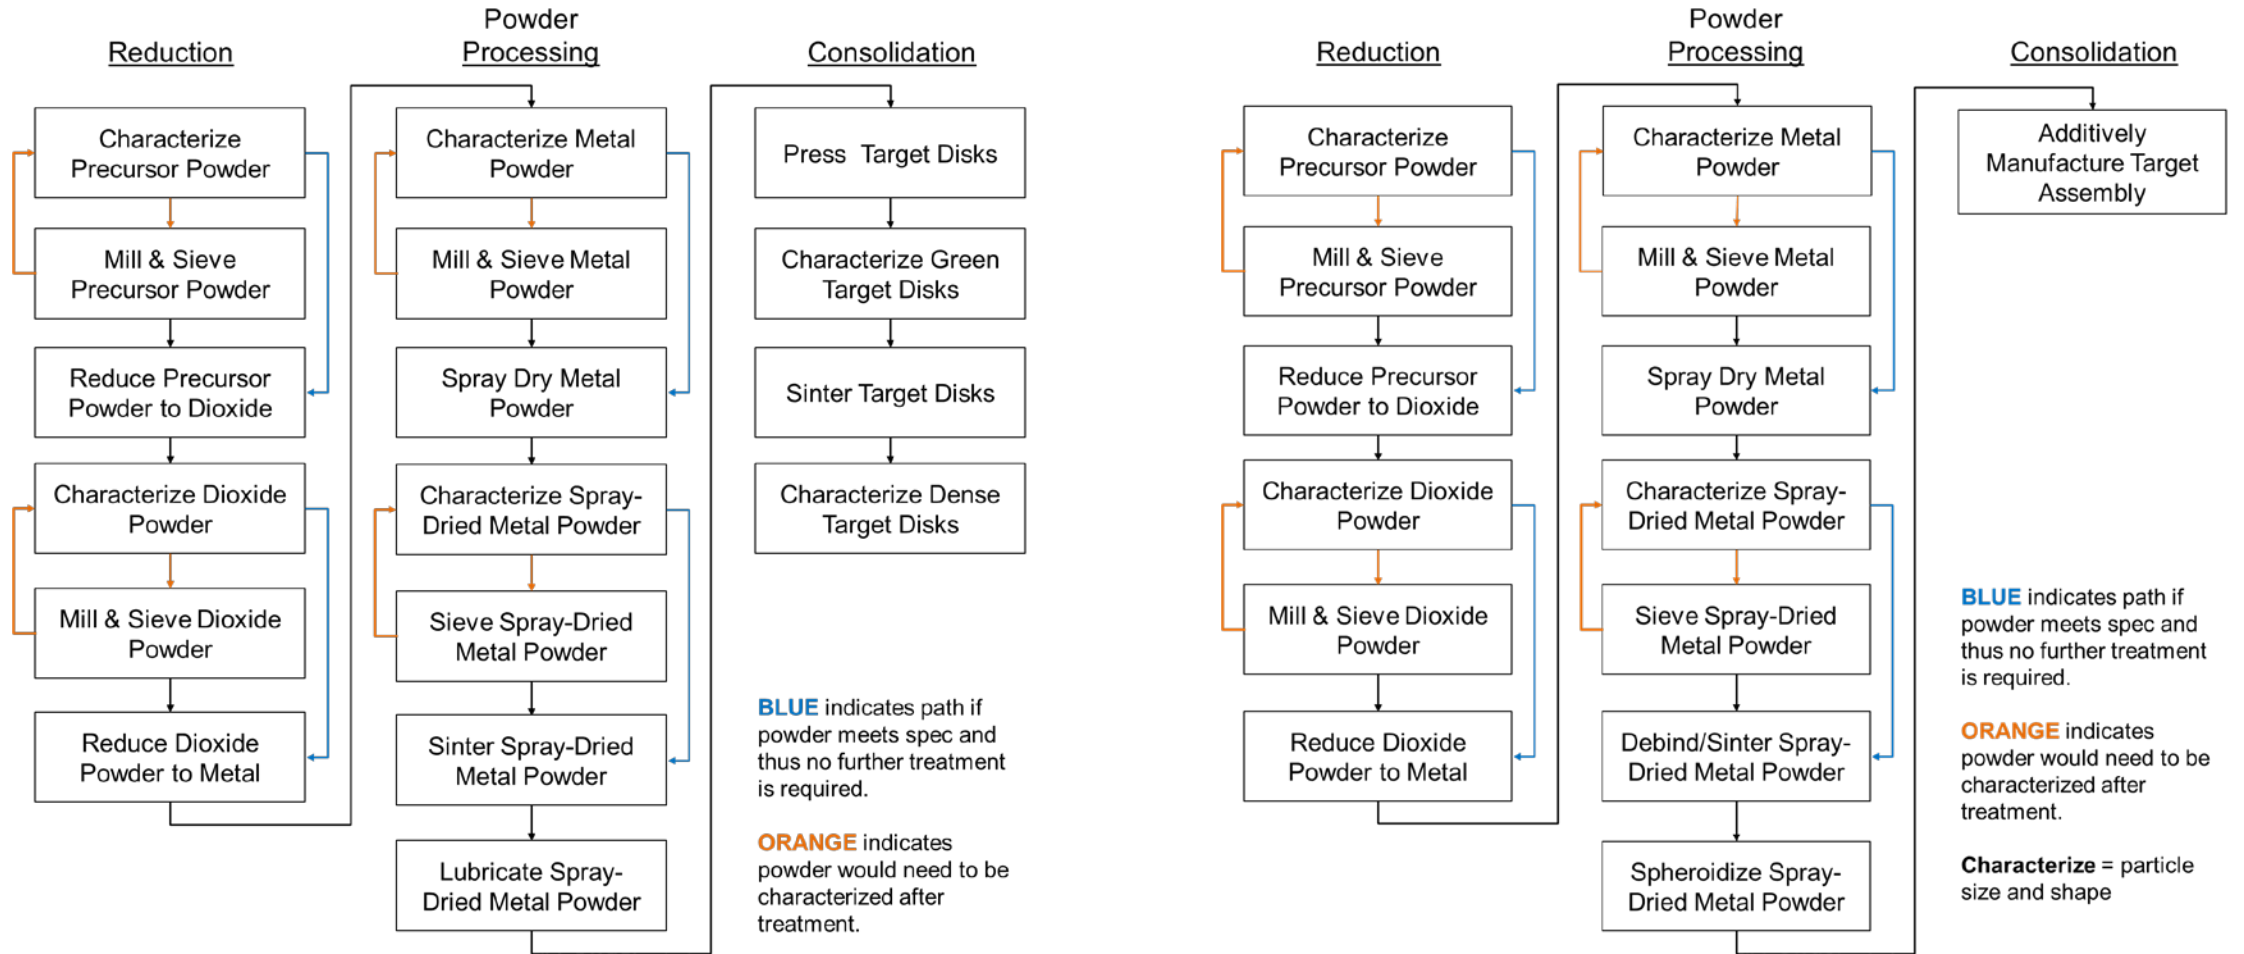 Reduction
Characterize
Precursor Powder
Mill & Sieve
Precursor Powder
Reduce Precursor
Powder to Dioxide
Characterize Dioxide
Powder
Mill & Sieve Dioxide
Powder
Reduce Dioxide
Powder to Metal
Powder
Processing
Characterize Metal
Powder
Mill & Sieve Metal
Powder
Spray Dry Metal
Powder
Characterize Spray-
Dried Metal Powder
Sieve Spray-Dried
Metal Powder
Sinter Spray-Dried
Metal Powder
Lubricate Spray-
Dried Metal Powder
Consolidation
Press Target Disks
Characterize Green
Target Disks
Sinter Target Disks
Characterize Dense
Target Disks
BLUE indicates path if
powder meets spec and
thus no further treatment
is required.
ORANGE indicates
powder would need to be
characterized after
treatment.
Reduction
Characterize
Precursor Powder
Mill & Sieve
Precursor Powder
Reduce Precursor
Powder to Dioxide
Characterize Dioxide
Powder
Mill & Sieve Dioxide
Powder
Reduce Dioxide
Powder to Metal
Powder
Processing
Characterize Metal
Powder
Mill & Sieve Metal
Powder
Spray Dry Metal
Powder
Characterize Spray-
Dried Metal Powder
Sieve Spray-Dried
Metal Powder
Debind/Sinter Spray-
Dried Metal Powder
Spheroidize Spray-
Dried Metal Powder
Consolidation
Additively
Manufacture Target
Assembly
BLUE indicates path if
powder meets spec and
thus no further treatment
is required.
ORANGE indicates
powder would need to be
characterized after
treatment.
Characterize = particle
size and shape